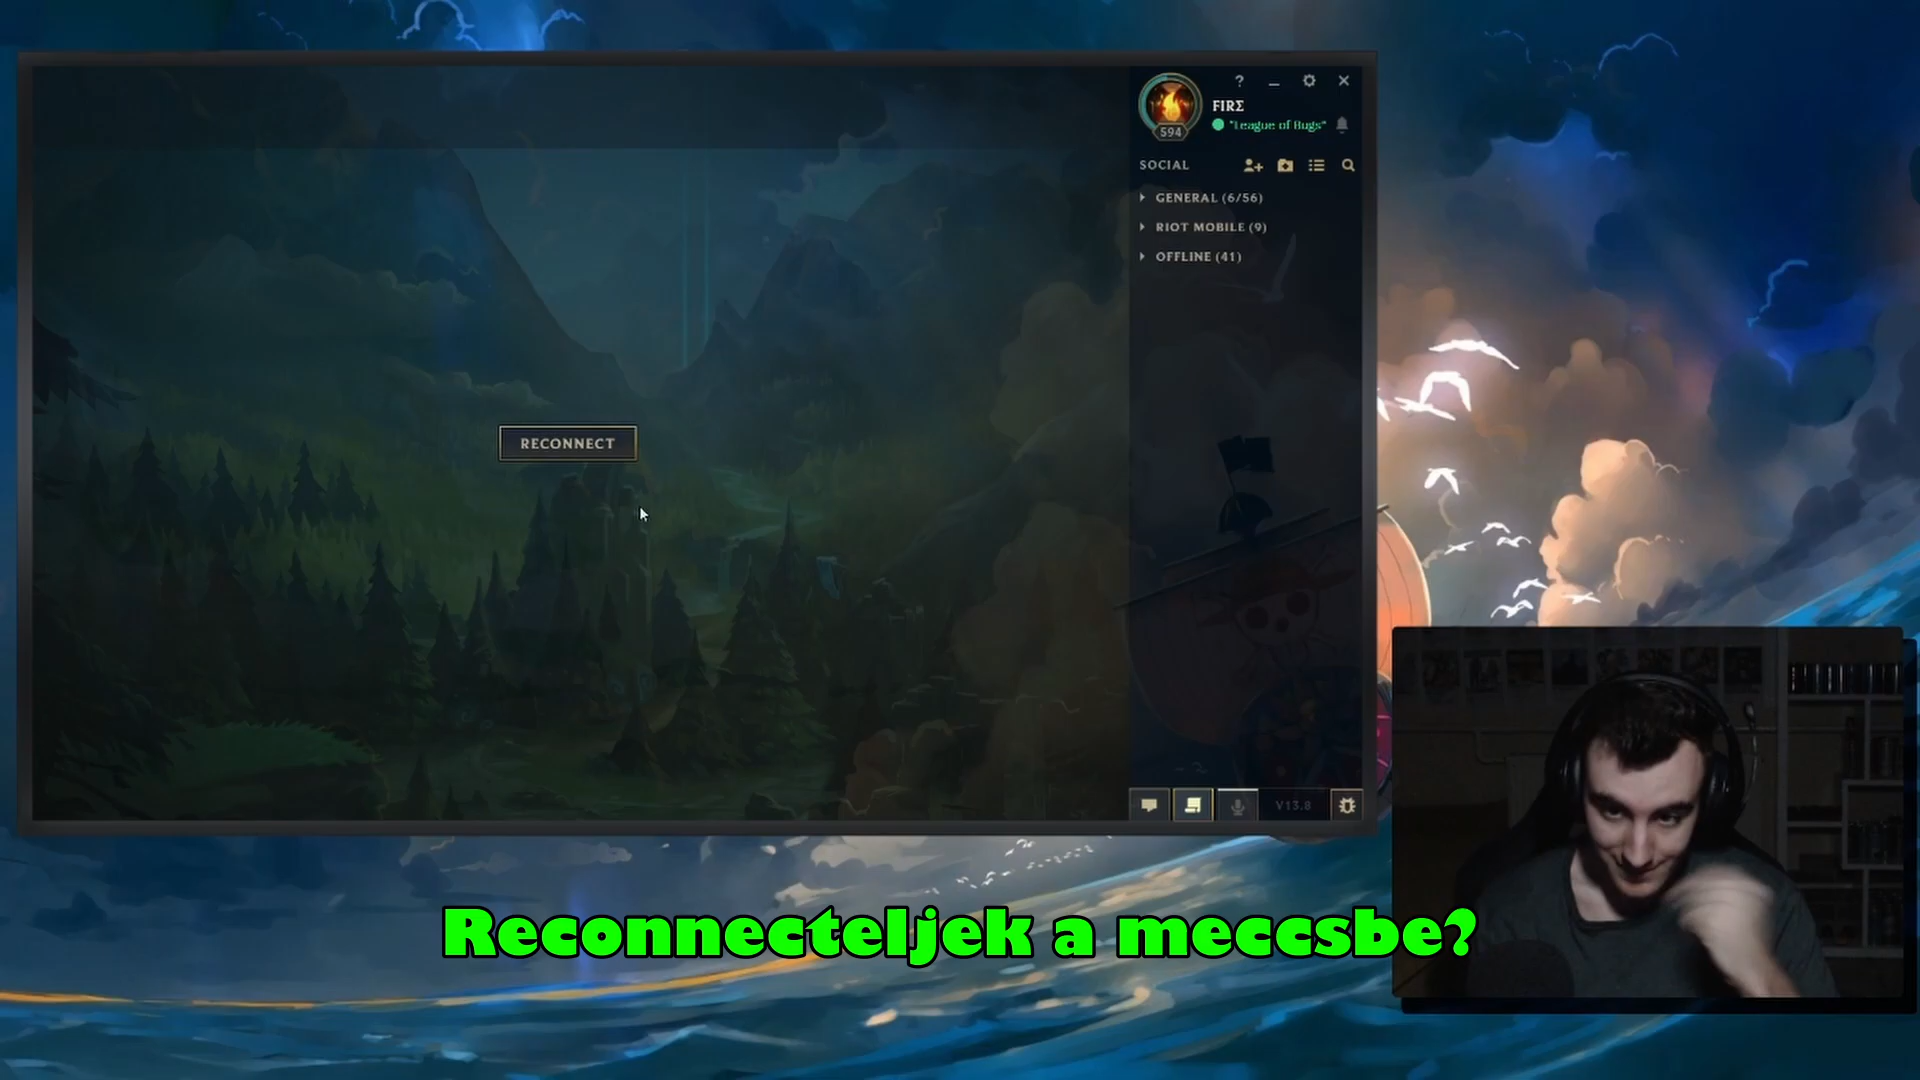 FIRΣ
594
"League of Bugs"
SOCIAL
GENERAL (6/56)
RIOT MOBILE (9)
OFFLINE (41)
RECONNECT
V13.8
Reconnecteljek a meccsbe?